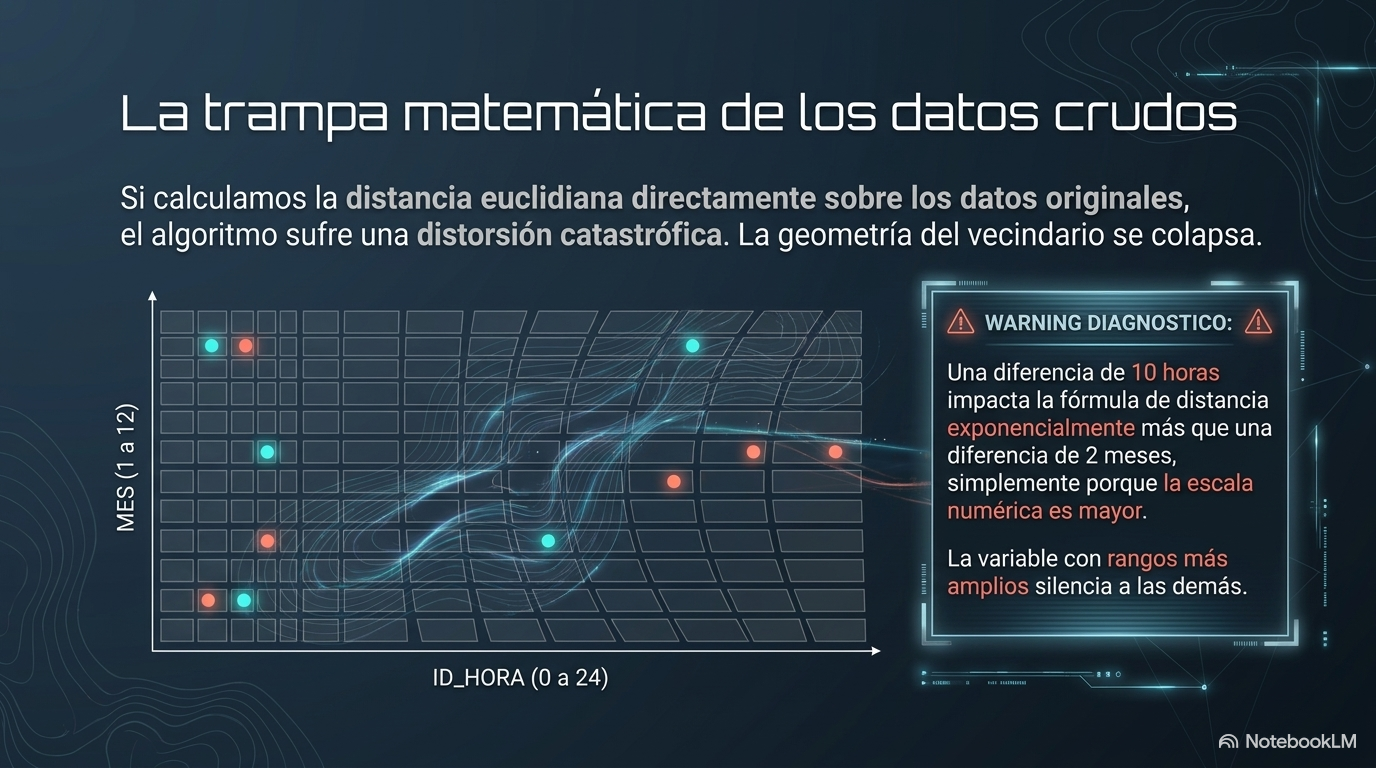 La trampa matemática de los datos crudos
Si calculamos la distancia euclidiana directamente sobre los datos originales,
el algoritmo sufre una distorsión catastrófica. La geometría del vecindario se colapsa.
MES (1 a 12)
ID_HORA (0 a 24)
WARNING DIAGNOSTICO:
Una diferencia de 10 horas
impacta la fórmula de distancia
exponencialmente más que una
diferencia de 2 meses,
simplemente porque la escala
numérica es mayor.
La variable con rangos más
amplios silencia a las demás.
NotebookLM